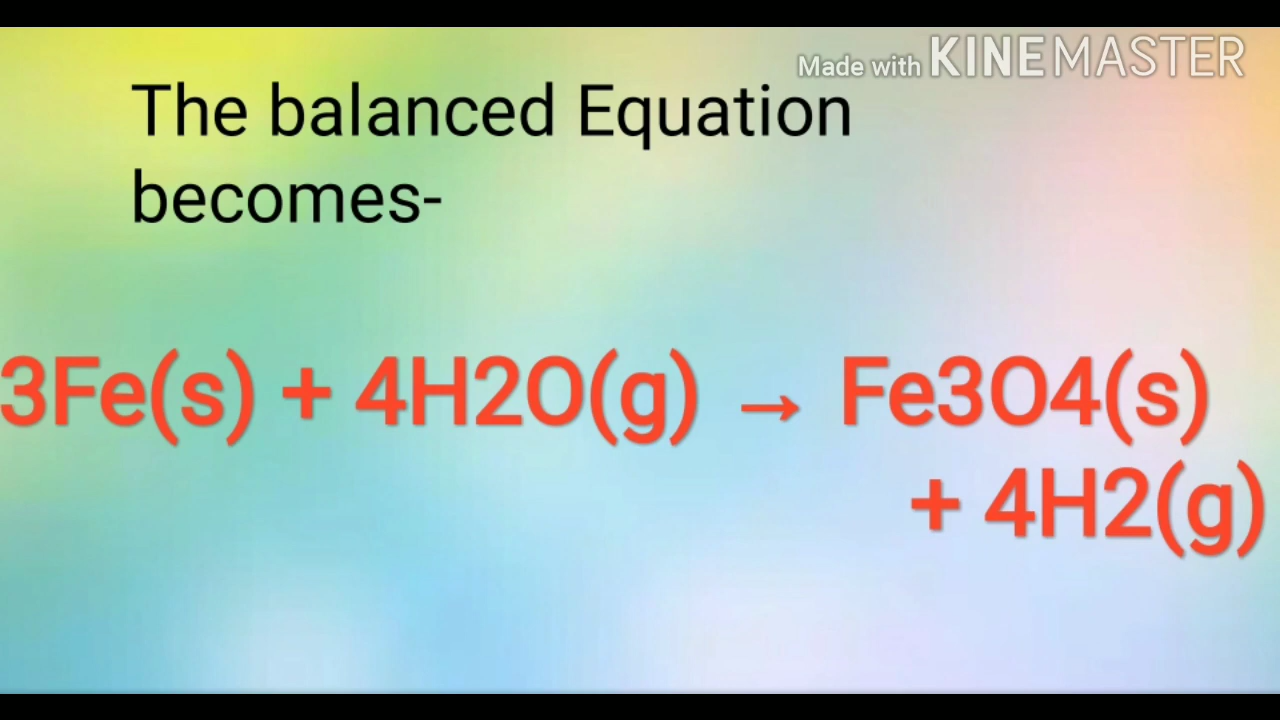 Made with KINEMASTER
The balanced Equation
becomes-
3Fe(s) + 4H2O(g) → Fe3O4(s)
+ 4H2(g)